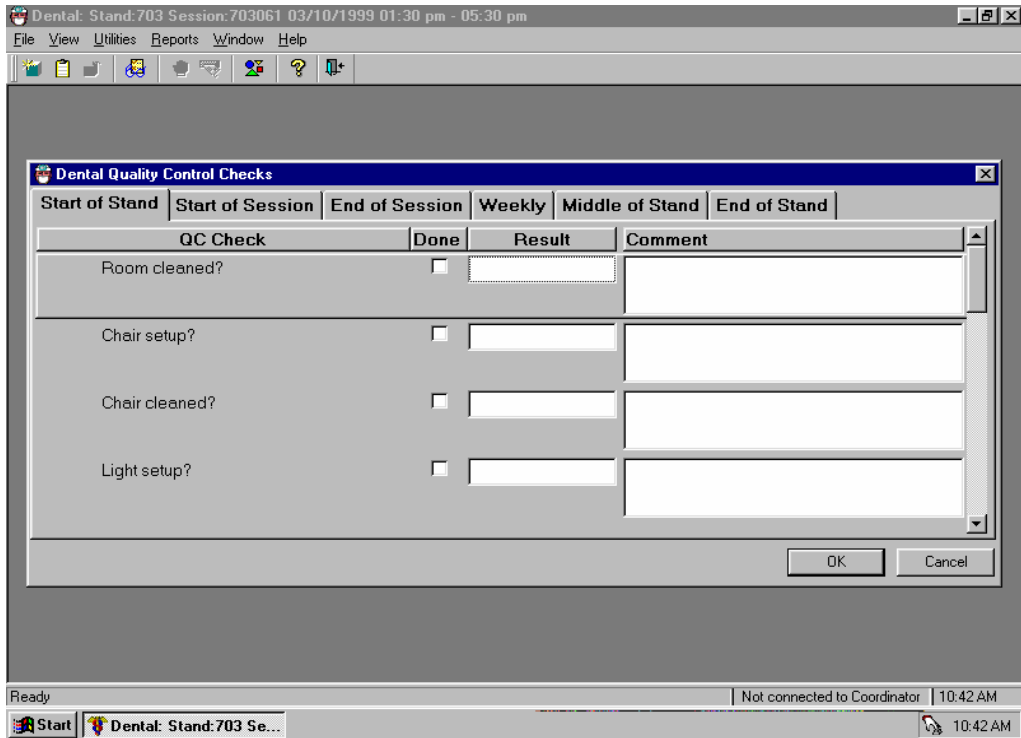 Dental: Stand:703 Session:703061 03/10/1999 01:30 pm - 05:30 pm
File View Utilities Reports Window Help
Dental Quality Control Checks
Start of Stand Start of Session End of Session Weekly Middle of Stand End of Stand
QC Check Done Result Comment
Room cleaned?
Chair setup?
Chair cleaned?
Light setup?
OK Cancel
Ready Not connected to Coordinator 10:42 AM
Start Dental: Stand:703 Se... 10:42 AM